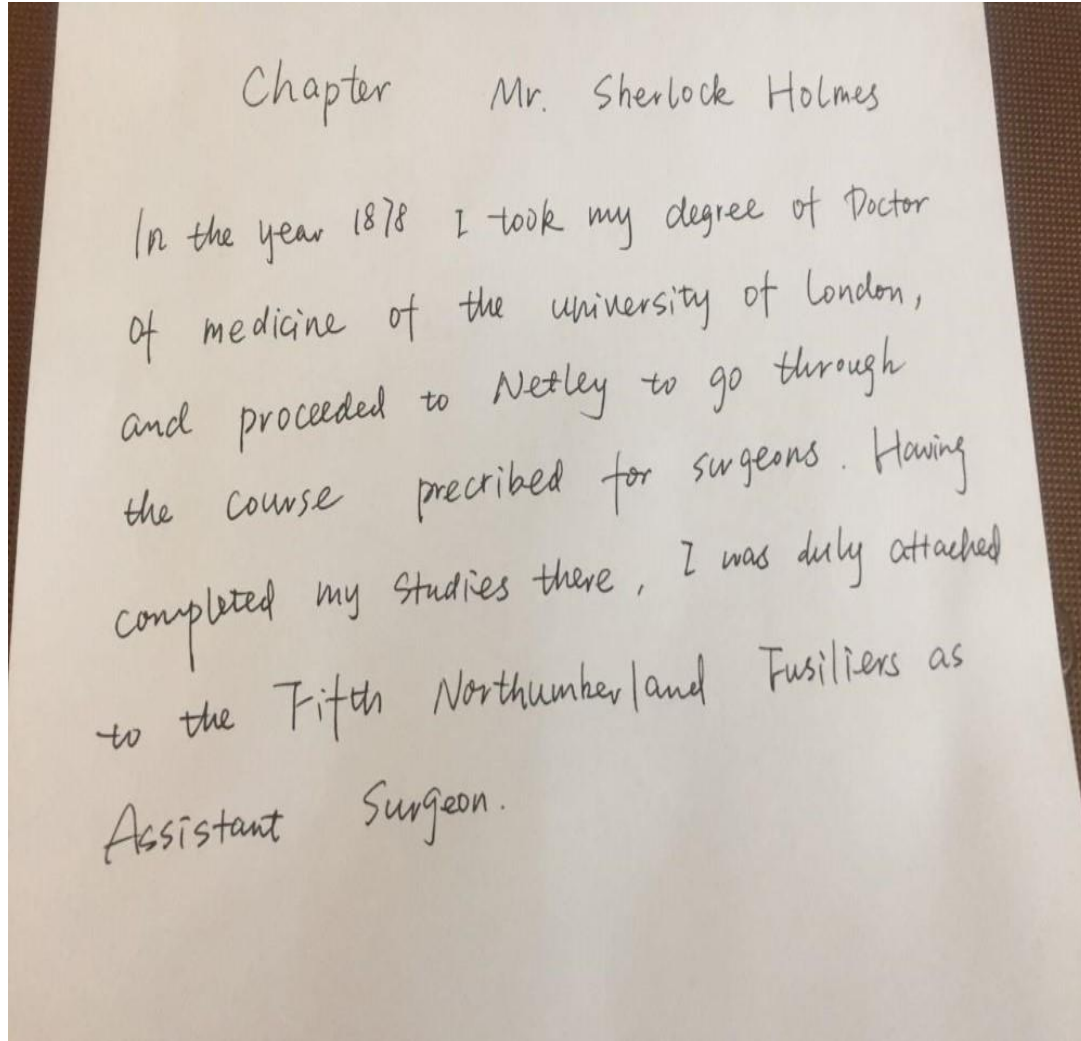 Chapter Mr. Sherlock Holmes
In the year 1878 I took my degree of Doctor
of medicine of the university of London,
and proceeded to Netley to go through
the course precribed for surgeons. Having
completed my studies there, I was duly attached
to the Fifth Northumberland Fusiliers as
Assistant Surgeon.